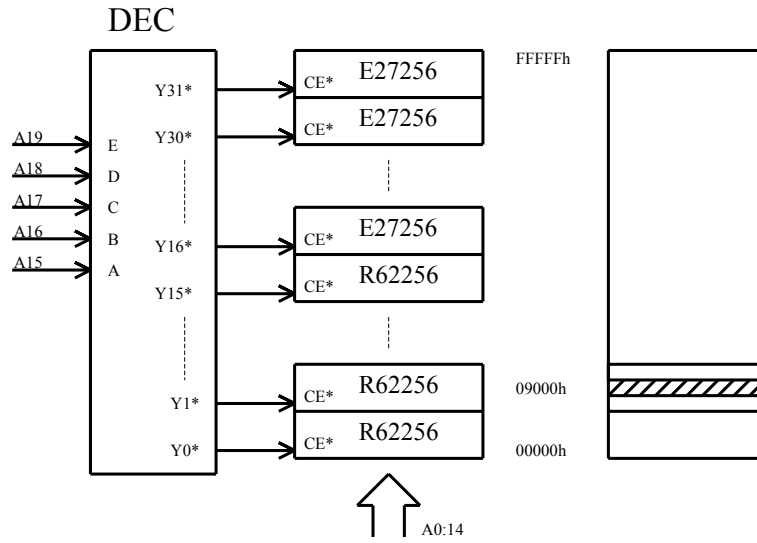 DEC
Y31* CE* E27256 FFFFFh
A19 E Y30* CE* E27256
A18 D
A17 C
A16 B Y16* CE* E27256
A15 A Y15* CE* R62256
Y1* CE* R62256 09000h
Y0* CE* R62256 00000h
A0:14